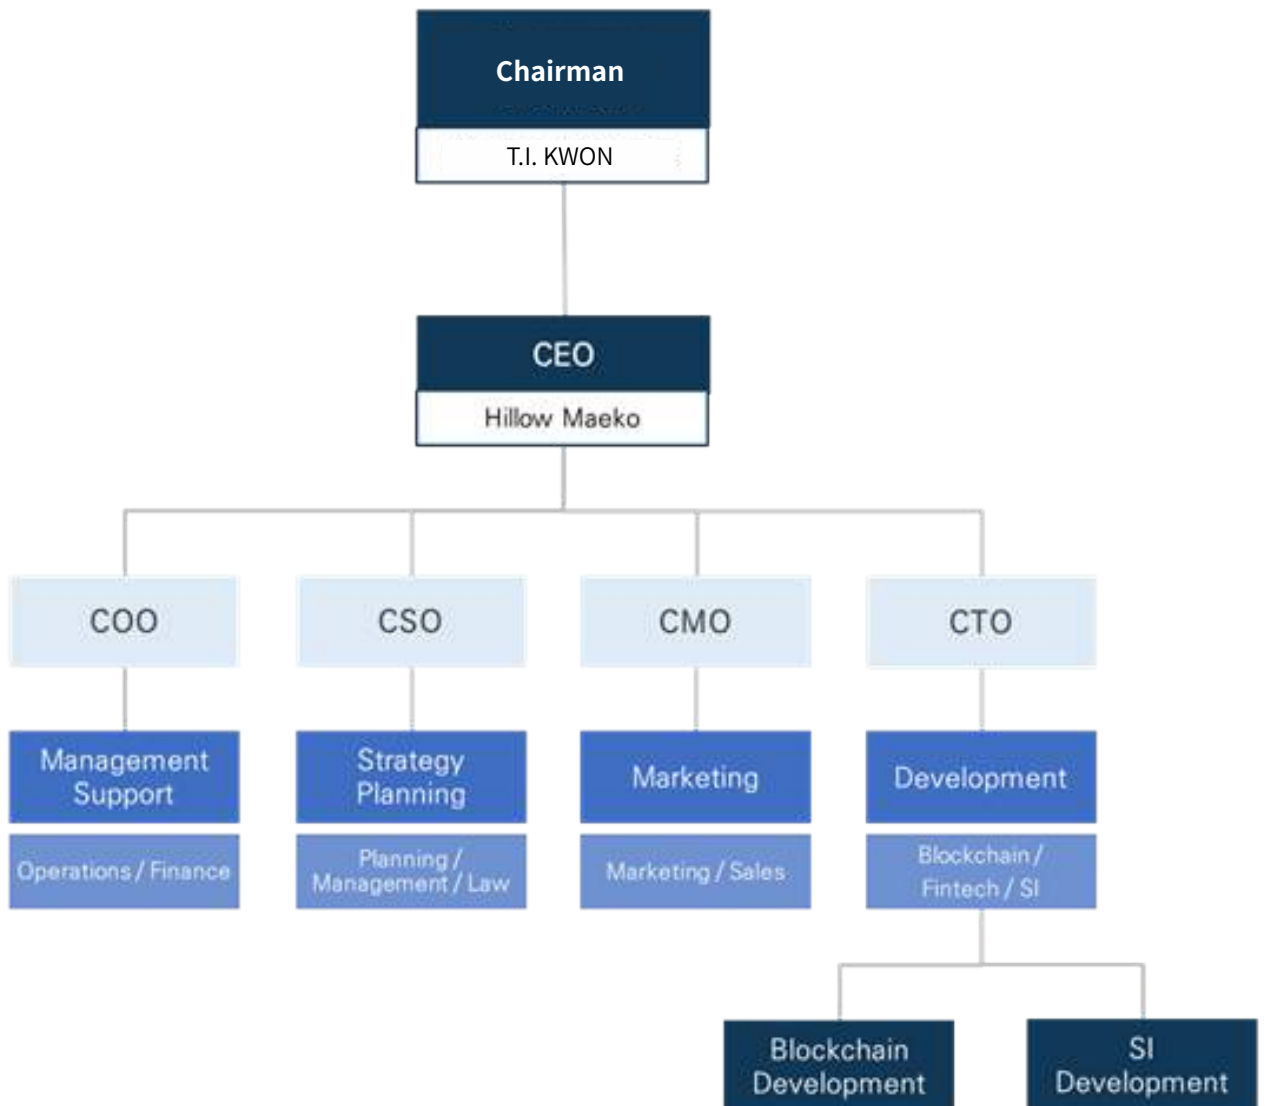 Chairman
T.I. KWON
CEO
Hillow Maeko
COO
CSO
CMO
CTO
Management
Support
Strategy
Planning
Marketing
Development
Operations / Finance
Planning /
Management / Law
Marketing / Sales
Blockchain /
Fintech / SI
Blockchain
Development
SI
Development